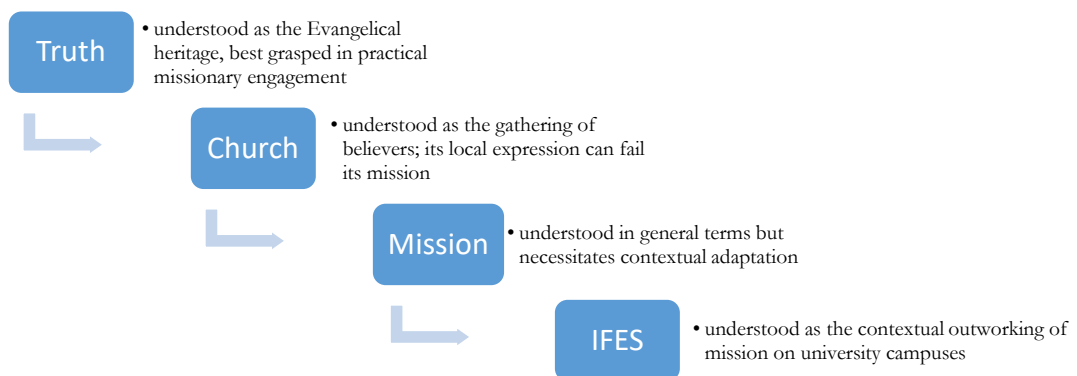 Truth
• understood as the Evangelical
heritage, best grasped in practical
missionary engagement
Church
• understood as the gathering of
believers; its local expression can fail
its mission
Mission
• understood in general terms but
necessitates contextual adaptation
IFES
• understood as the contextual outworking of
mission on university campuses